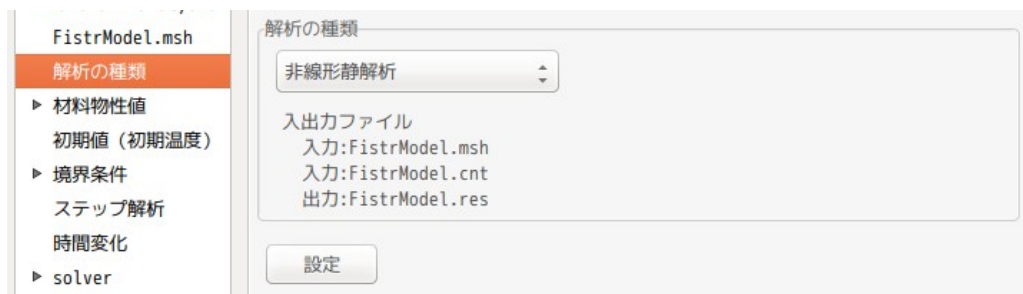 FistrModel.msh
解析の種類
材料物性値
初期値（初期温度）
境界条件
ステップ解析
時間変化
solver
解析の種類
非線形静解析
入出力ファイル
入力:FistrModel.msh
入力:FistrModel.cnt
出力:FistrModel.res
設定